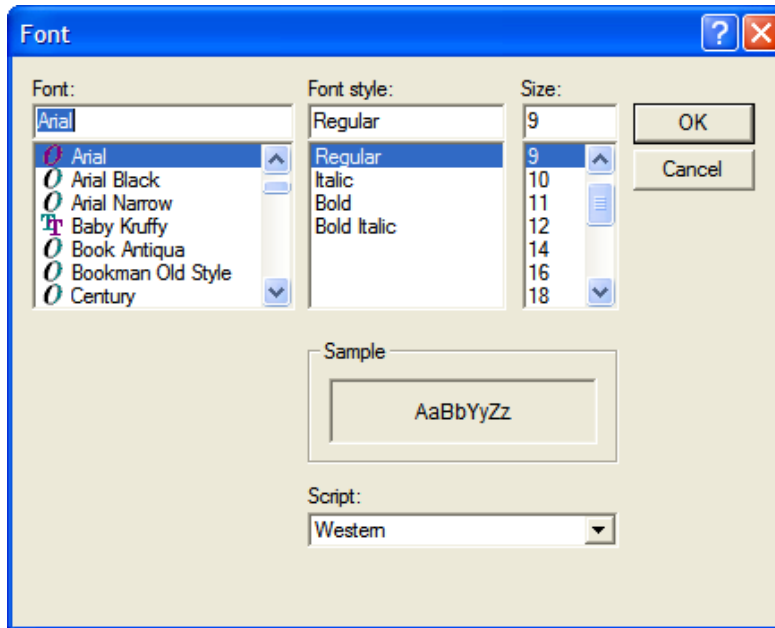 Font
Font:
Arial
Arial
Arial Black
Arial Narrow
Baby Kruffy
Book Antiqua
Bookman Old Style
Century
Font style:
Regular
Regular
Italic
Bold
Bold Italic
Size:
9
9
10
11
12
14
16
18
OK
Cancel
Sample
AaBbYyZz
Script:
Western